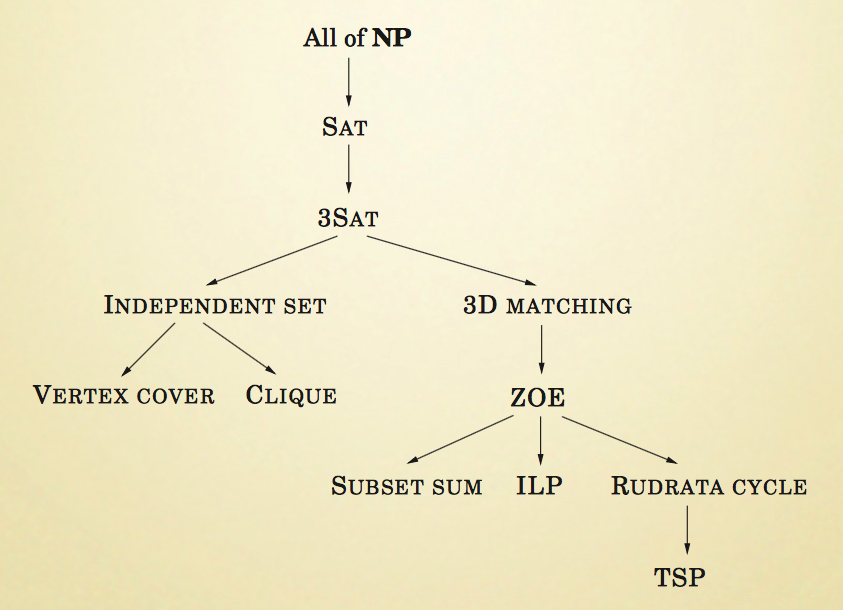 All of NP
SAT
3SAT
INDEPENDENT SET 3D MATCHING
VERTEX COVER CLIQUE ZOE
SUBSET SUM ILP RUDRATA CYCLE
TSP